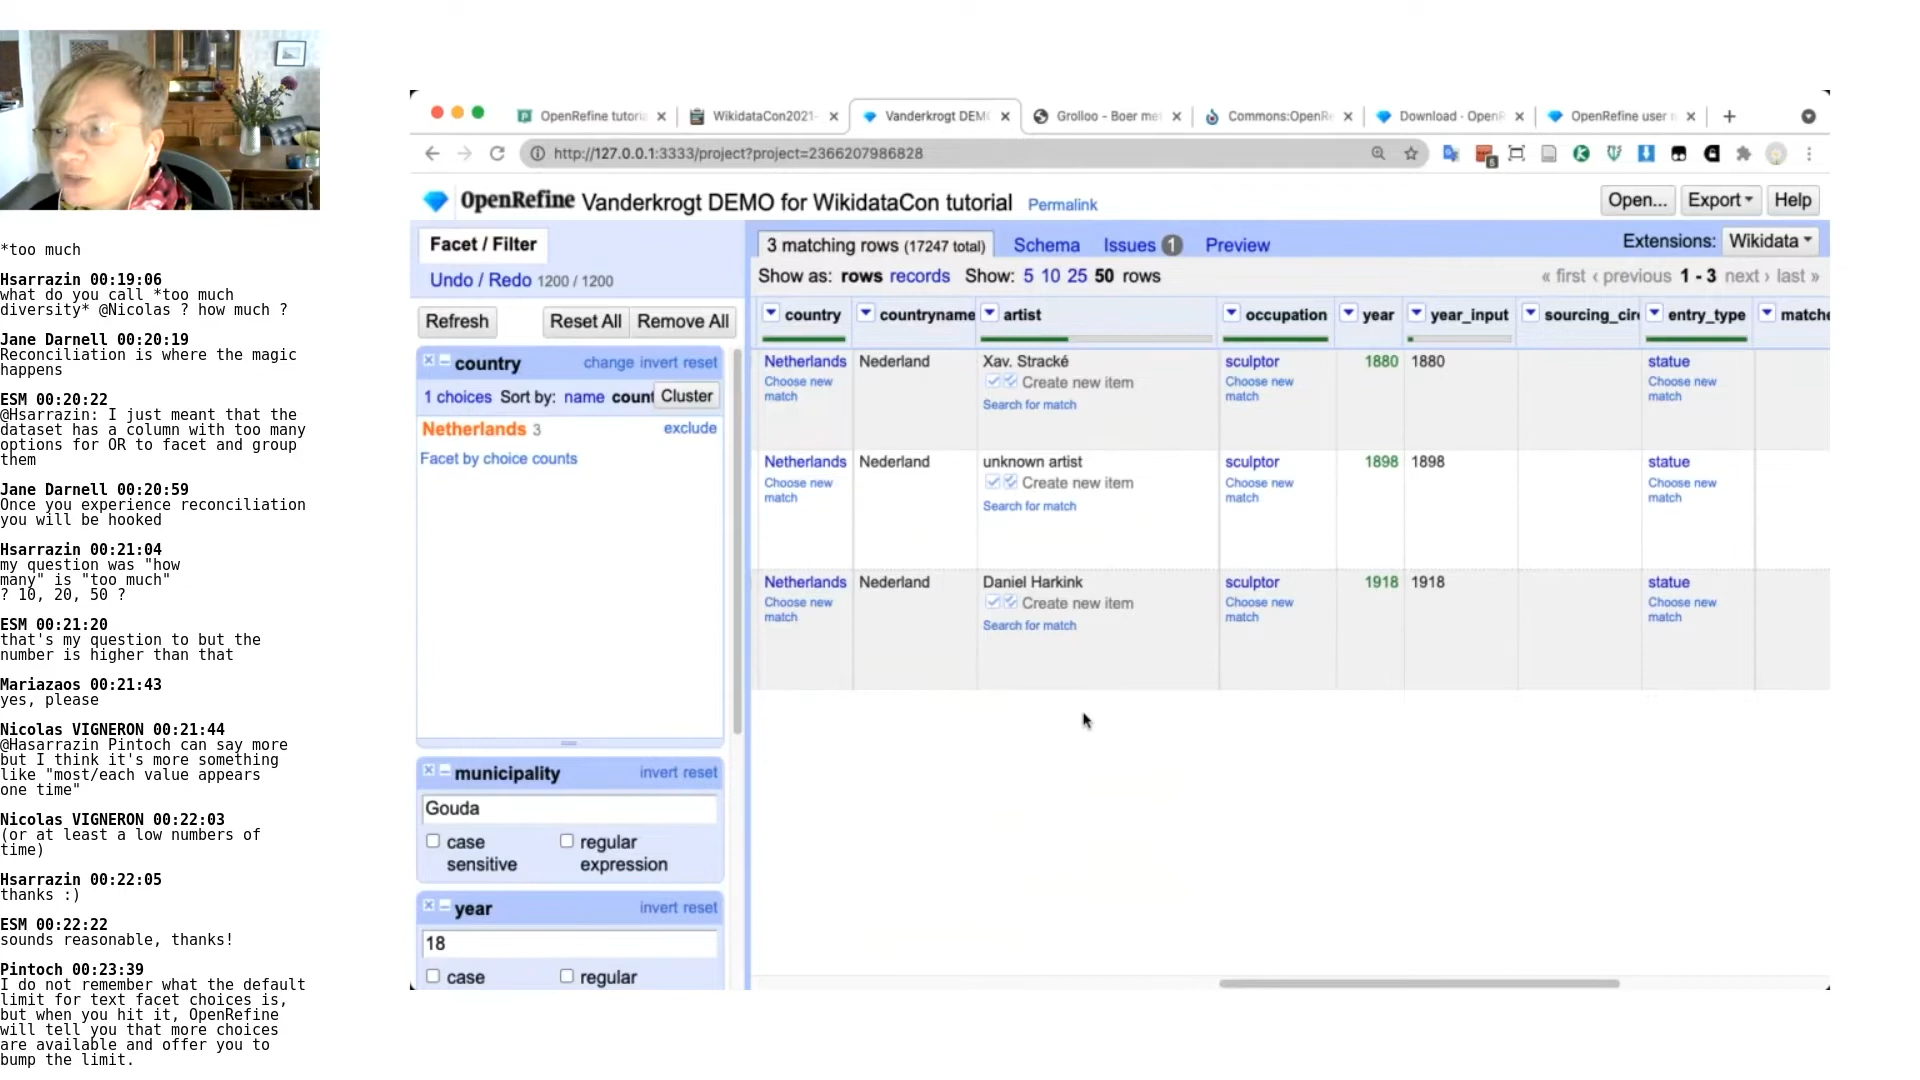 *too much
Hsarrazin 00:19:06
what do you call *too much
diversity* @Nicolas ? how much ?
Jane Darnell 00:20:19
Reconciliation is where the magic
happens
ESM 00:20:22
@Hsarrazin: I just meant that the
dataset has a column with too many
options for OR to facet and group
them
Jane Darnell 00:20:59
Once you experience reconciliation
you will be hooked
Hsarrazin 00:21:04
my question was "how
many" is "too much"
? 10, 20, 50 ?
ESM 00:21:20
that's my question to but the
number is higher than that
Mariazaos 00:21:43
yes, please
Nicolas VIGNERON 00:21:44
@Hasarrazin Pintoch can say more
but I think it's more something
like "most/each value appears
one time"
Nicolas VIGNERON 00:22:03
(or at least a low numbers of
time)
Hsarrazin 00:22:05
thanks :)
ESM 00:22:22
sounds reasonable, thanks!
Pintoch 00:23:39
I do not remember what the default
limit for text facet choices is,
but when you hit it, OpenRefine
will tell you that more choices
are available and offer you to
bump the limit.
OpenRefine tutoria WikidataCon2021- Vanderkrogt DEM Grolloo - Boer me Commons:OpenRe Download · OpenR OpenRefine user
http://127.0.0.1:3333/project?project=2366207986828
OpenRefine Vanderkrogt DEMO for WikidataCon tutorial Permalink Open... Export Help
Facet / Filter
Undo / Redo 1200 / 1200
Refresh Reset All Remove All
country change invert reset
1 choices Sort by: name count Cluster
Netherlands 3 exclude
Facet by choice counts
municipality invert reset
Gouda
case sensitive regular expression
year invert reset
18
case regular
3 matching rows (17247 total) Schema Issues 1 Preview Extensions: Wikidata
Show as: rows records Show: 5 10 25 50 rows « first ‹ previous 1 - 3 next › last »
country countryname artist occupation year year_input sourcing_cir entry_type matche
Netherlands Nederland Xav. Stracké sculptor 1880 1880 statue
Choose new match Create new item Choose new match Choose new match
Search for match
Netherlands Nederland unknown artist sculptor 1898 1898 statue
Choose new match Create new item Choose new match Choose new match
Search for match
Netherlands Nederland Daniel Harkink sculptor 1918 1918 statue
Choose new match Create new item Choose new match Choose new match
Search for match